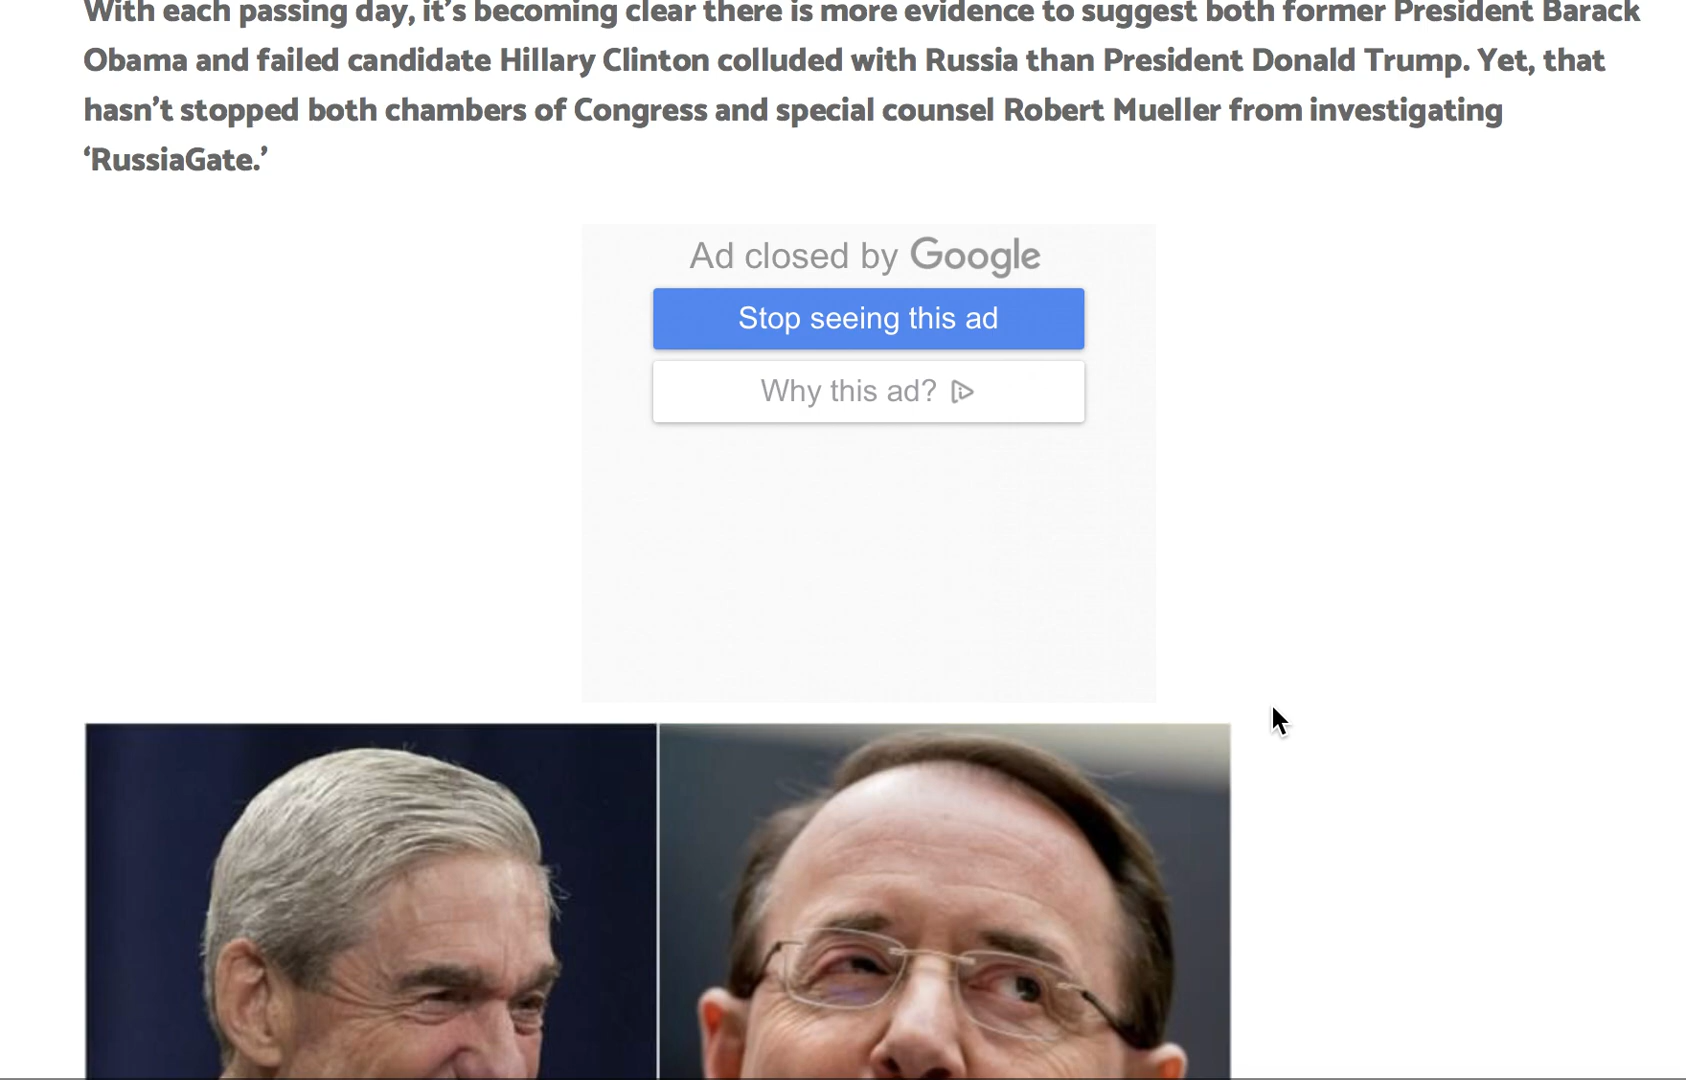 With each passing day, it’s becoming clear there is more evidence to suggest both former President Barack
Obama and failed candidate Hillary Clinton colluded with Russia than President Donald Trump. Yet, that
hasn’t stopped both chambers of Congress and special counsel Robert Mueller from investigating
‘RussiaGate.’
Ad closed by Google
Stop seeing this ad
Why this ad?